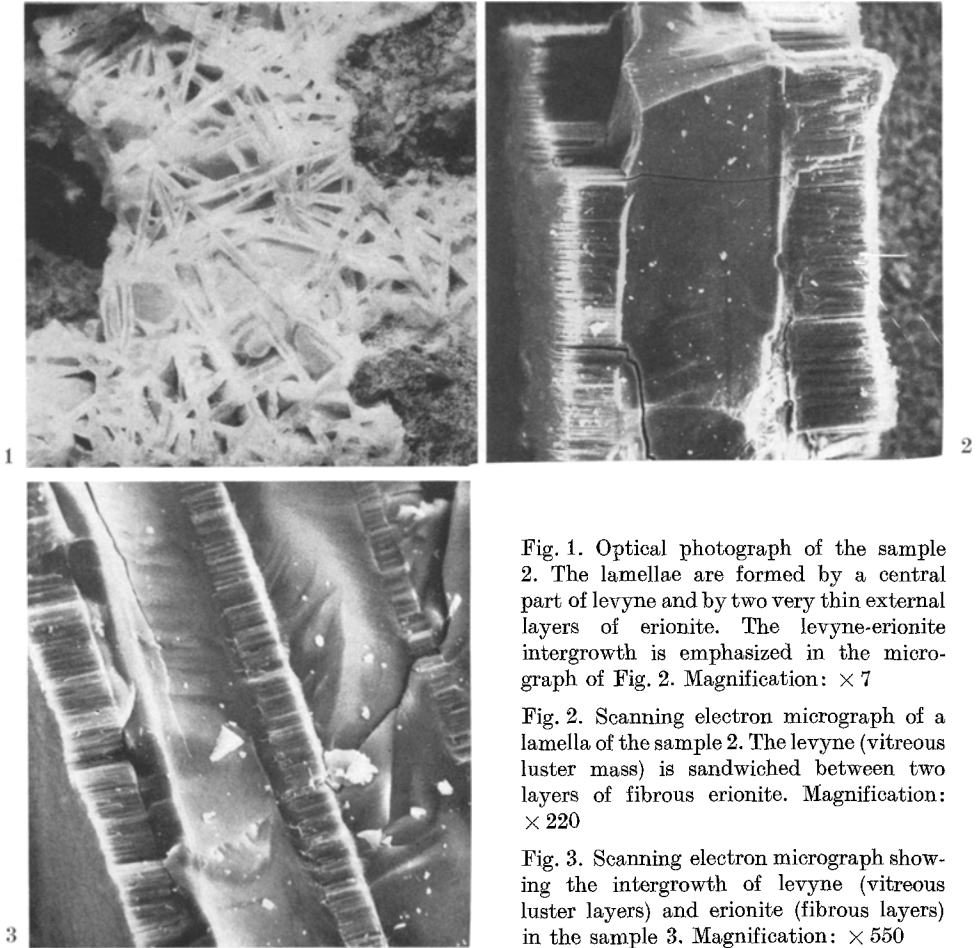 1
2
3
Fig. 1. Optical photograph of the sample
2. The lamellae are formed by a central
part of levyne and by two very thin external
layers of erionite. The levyne-erionite
intergrowth is emphasized in the micro-
graph of Fig. 2. Magnification: × 7
Fig. 2. Scanning electron micrograph of a
lamella of the sample 2. The levyne (vitreous
luster mass) is sandwiched between two
layers of fibrous erionite. Magnification:
× 220
Fig. 3. Scanning electron micrograph show-
ing the intergrowth of levyne (vitreous
luster layers) and erionite (fibrous layers)
in the sample 3. Magnification: × 550